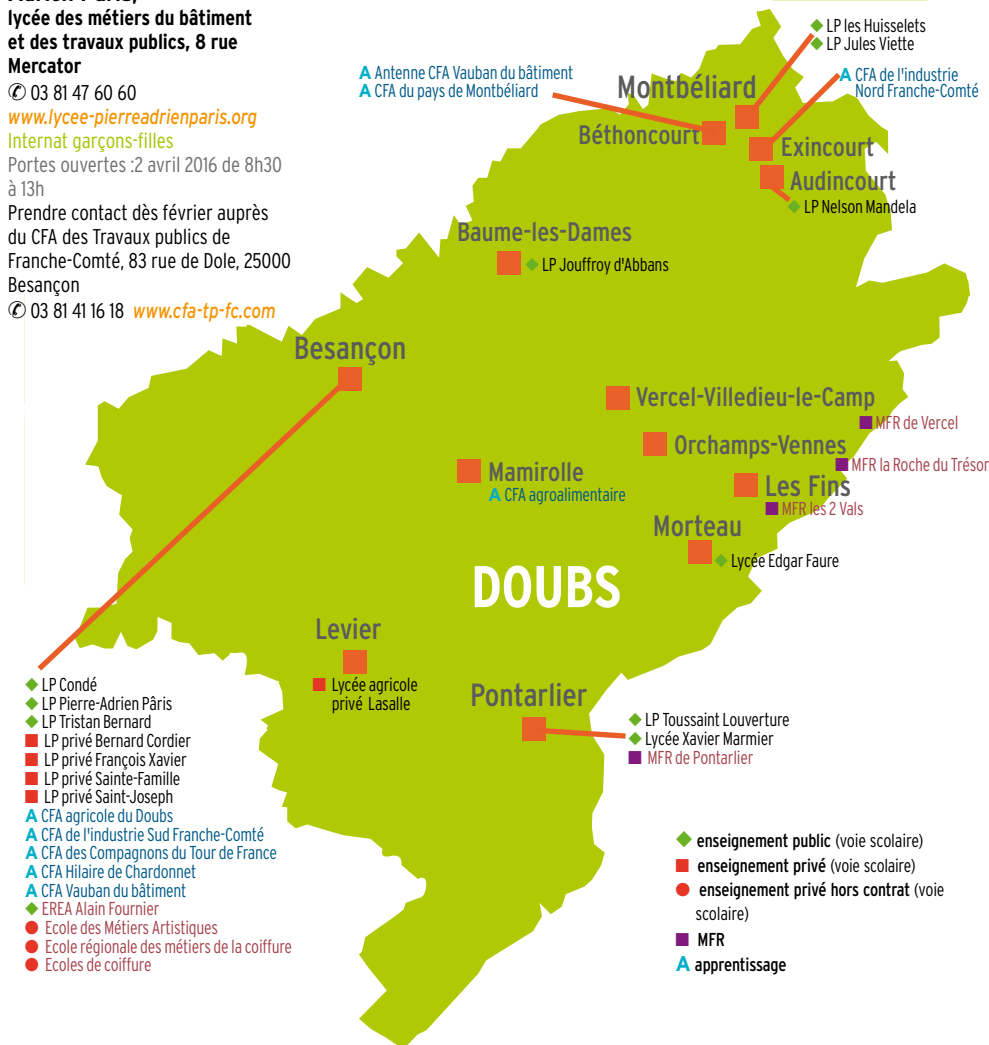 lycée des métiers du bâtiment
et des travaux publics, 8 rue
Mercator
✆ 03 81 47 60 60
www.lycee-pierreadrienparis.org
Internat garçons-filles
Portes ouvertes :2 avril 2016 de 8h30
à 13h
Prendre contact dès février auprès
du CFA des Travaux publics de
Franche-Comté, 83 rue de Dole, 25000
Besançon
✆ 03 81 41 16 18 www.cfa-tp-fc.com
A Antenne CFA Vauban du bâtiment
A CFA du pays de Montbéliard
LP les Huisselets
LP Jules Viette
A CFA de l'industrie
Nord Franche-Comté
Montbéliard
Béthoncourt
Exincourt
Audincourt
LP Nelson Mandela
Baume-les-Dames
LP Jouffroy d'Abbans
Besançon
Vercel-Villedieu-le-Camp
MFR de Vercel
Orchamps-Vennes
MFR la Roche du Trésor
Mamirolle
A CFA agroalimentaire
Les Fins
MFR les 2 Vals
Morteau
Lycée Edgar Faure
DOUBS
Levier
Lycée agricole
privé Lasalle
Pontarlier
LP Toussaint Louverture
Lycée Xavier Marmier
MFR de Pontarlier
LP Condé
LP Pierre-Adrien Pâris
LP Tristan Bernard
LP privé Bernard Cordier
LP privé François Xavier
LP privé Sainte-Famille
LP privé Saint-Joseph
A CFA agricole du Doubs
A CFA de l'industrie Sud Franche-Comté
A CFA des Compagnons du Tour de France
A CFA Hilaire de Chardonnet
A CFA Vauban du bâtiment
EREA Alain Fournier
Ecole des Métiers Artistiques
Ecole régionale des métiers de la coiffure
Ecoles de coiffure
enseignement public (voie scolaire)
enseignement privé (voie scolaire)
enseignement privé hors contrat (voie
scolaire)
MFR
A apprentissage